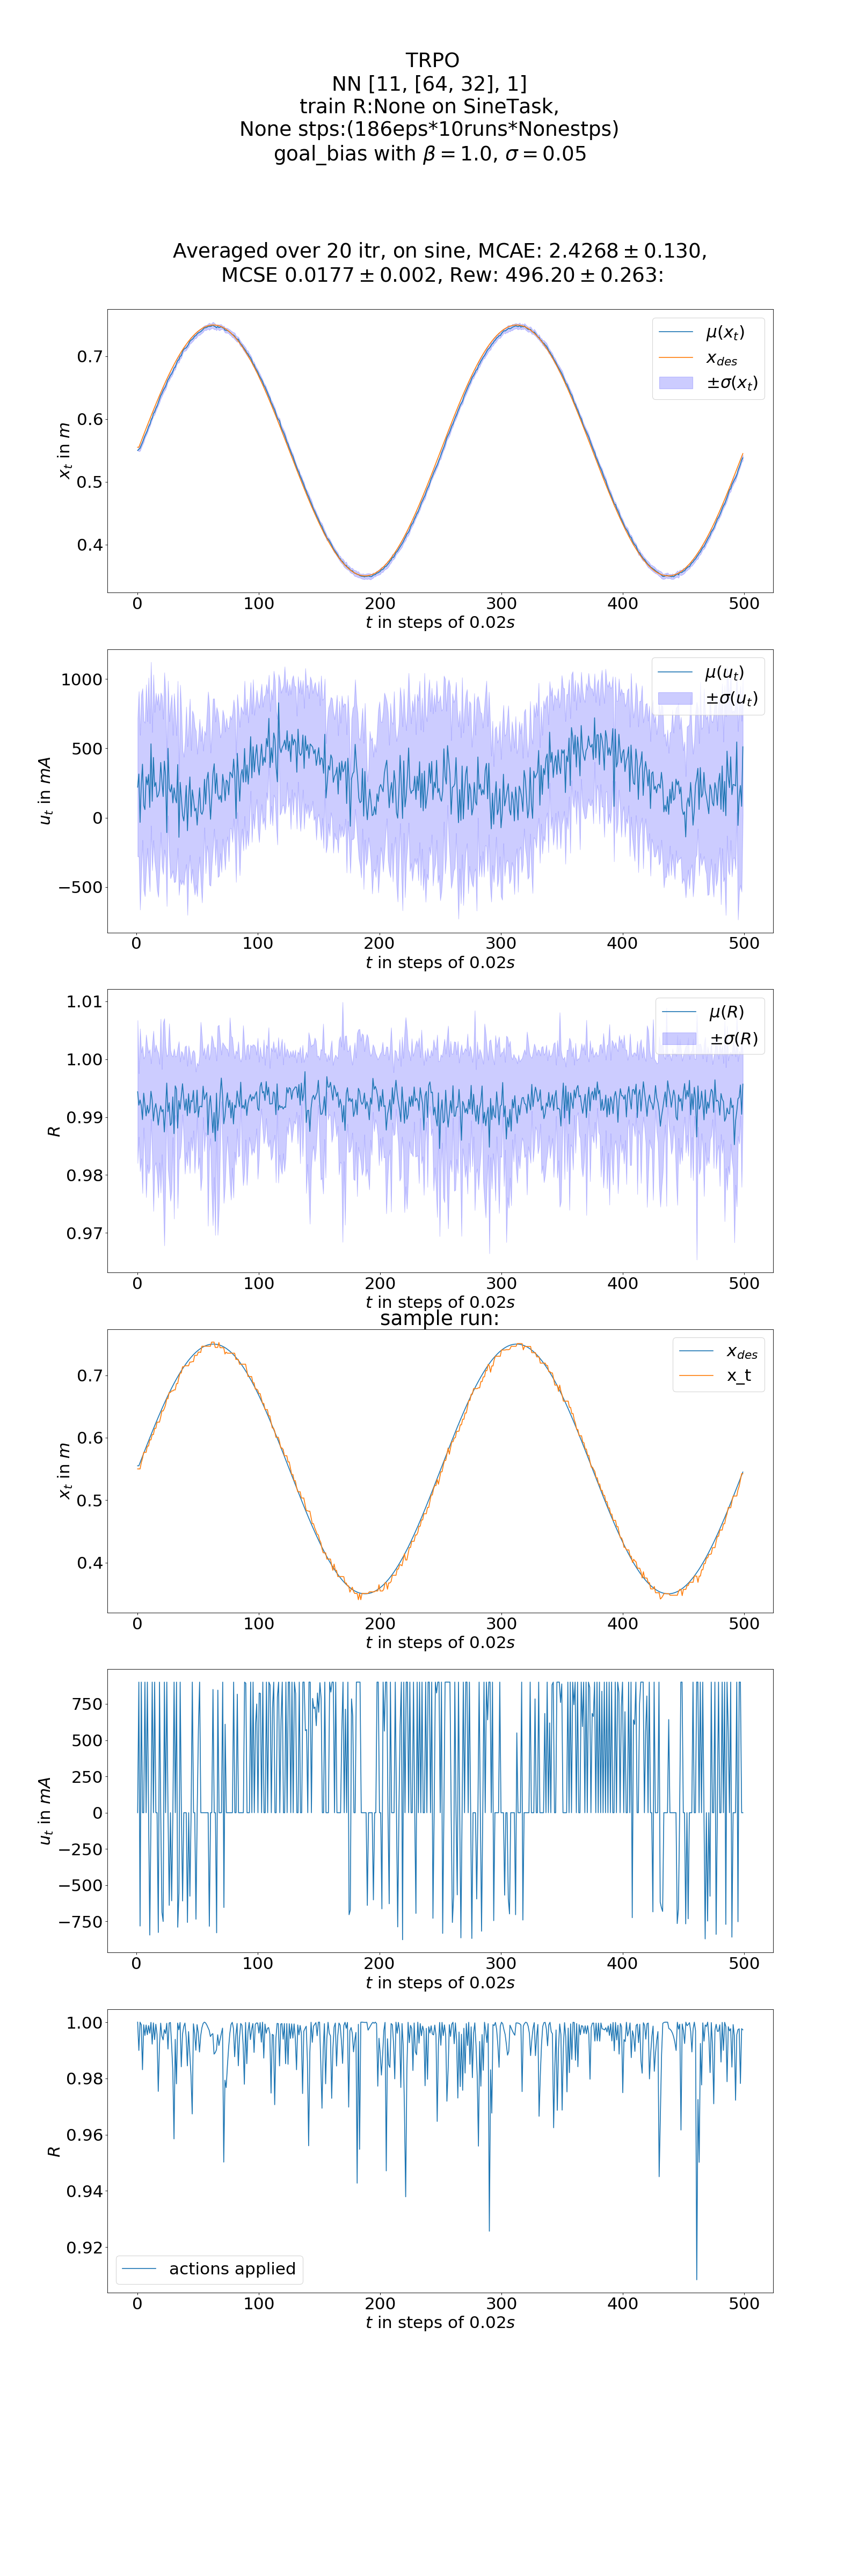 TRPO
NN [11, [64, 32], 1]
train R:None on SineTask,
None stps:(186eps*10runs*Nonestps)
goal_bias with β = 1.0, σ = 0.05
Averaged over 20 itr, on sine, MCAE: 2.4268 ± 0.130,
MCSE 0.0177 ± 0.002, Rew: 496.20 ± 0.263:
μ(x_t)
x_des
±σ(x_t)
0.7
0.6
0.5
0.4
x_t in m
0 100 200 300 400 500
t in steps of 0.02s
μ(u_t)
±σ(u_t)
1000
500
0
−500
u_t in mA
0 100 200 300 400 500
t in steps of 0.02s
μ(R)
±σ(R)
1.01
1.00
0.99
0.98
0.97
R
0 100 200 300 400 500
t in steps of 0.02s
sample run:
x_des
x_t
0.7
0.6
0.5
0.4
x_t in m
0 100 200 300 400 500
t in steps of 0.02s
750
500
250
0
−250
−500
−750
u_t in mA
0 100 200 300 400 500
t in steps of 0.02s
1.00
0.98
0.96
0.94
0.92
R
actions applied
0 100 200 300 400 500
t in steps of 0.02s